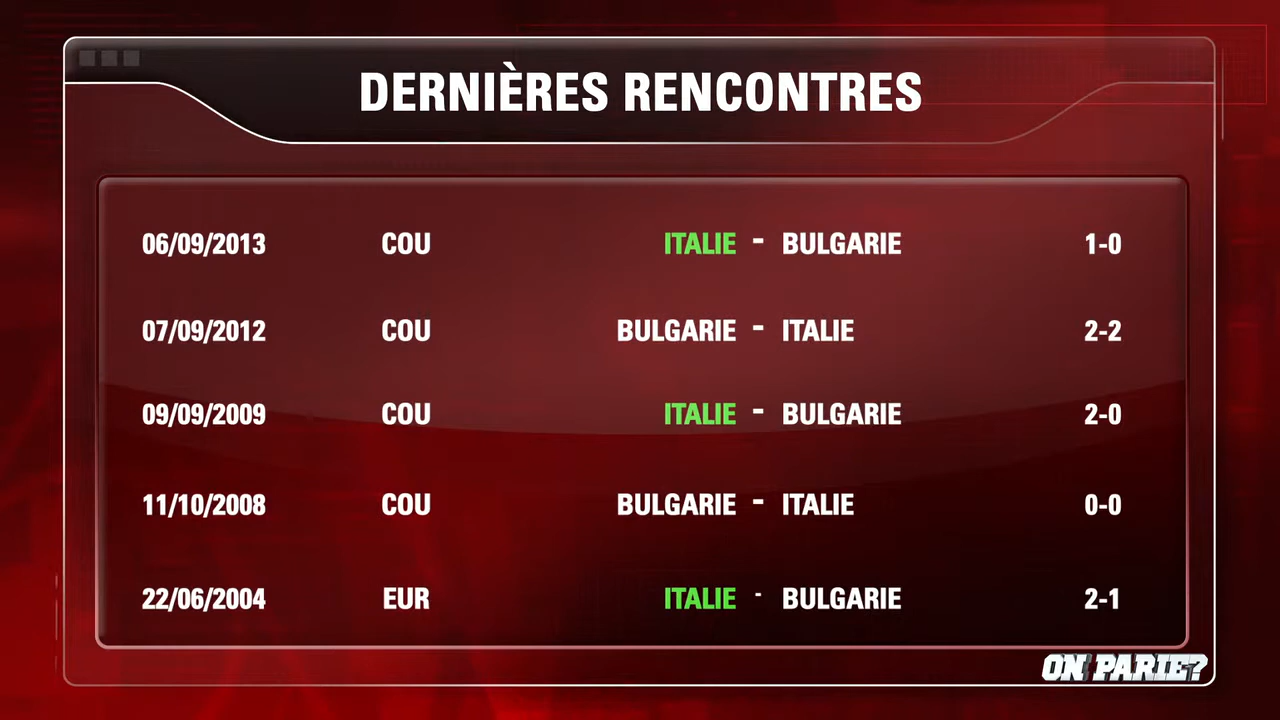 DERNIÈRES RENCONTRES
06/09/2013 COU ITALIE - BULGARIE 1-0
07/09/2012 COU BULGARIE - ITALIE 2-2
09/09/2009 COU ITALIE - BULGARIE 2-0
11/10/2008 COU BULGARIE - ITALIE 0-0
22/06/2004 EUR ITALIE - BULGARIE 2-1
ON PARIE?